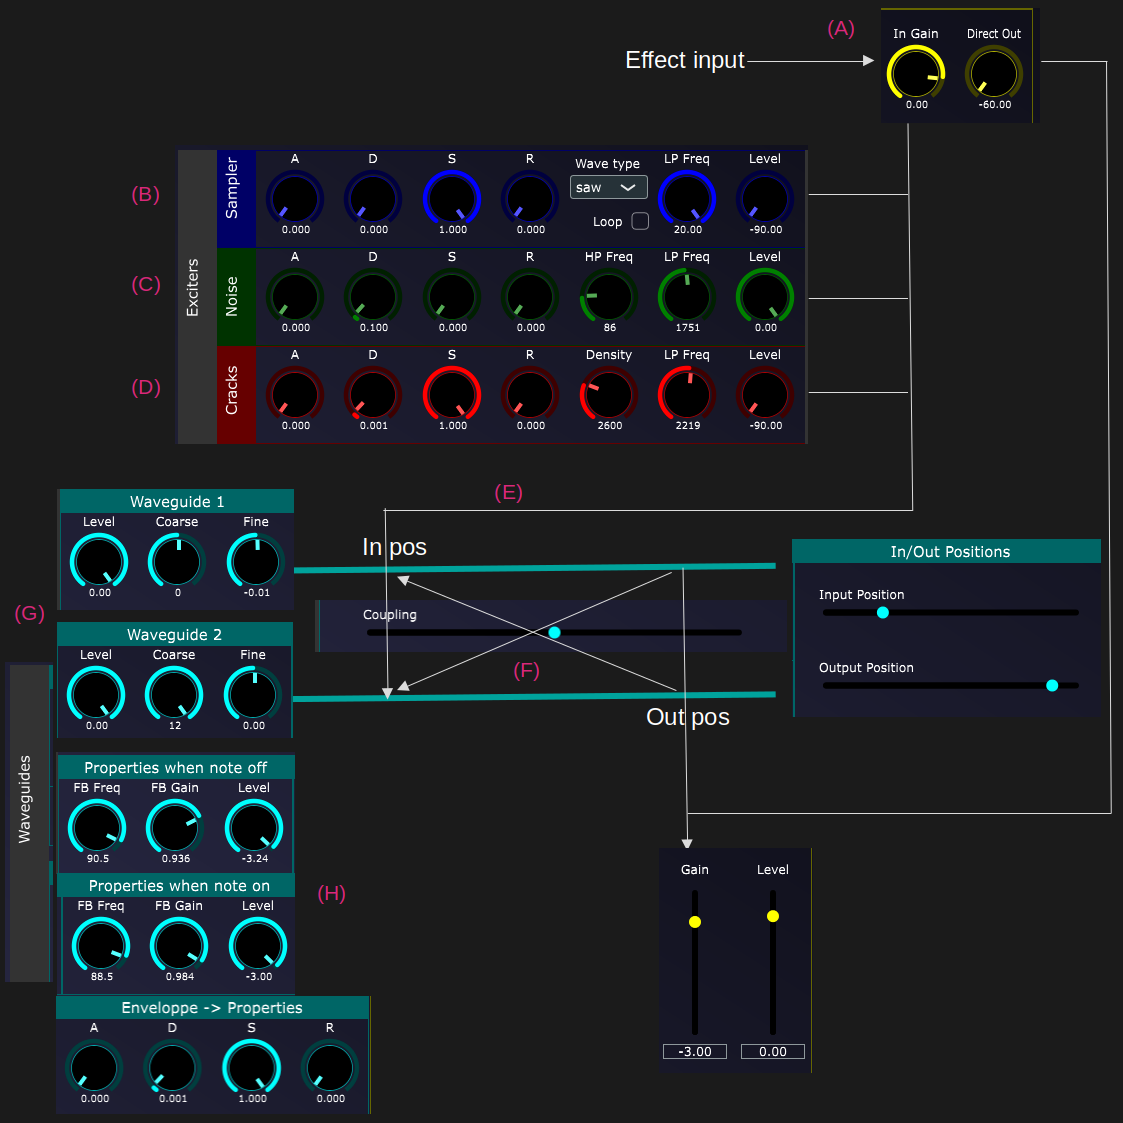 (A)
In Gain Direct Out
Effect input
0.00 -60.00
Exciters
(B)
Sampler
A D S R Wave type LP Freq Level
saw
Loop
0.000 0.000 1.000 0.000 20.00 -90.00
(C)
Noise
A D S R HP Freq LP Freq Level
0.000 0.100 0.000 0.000 86 1751 0.00
(D)
Cracks
A D S R Density LP Freq Level
0.000 0.001 1.000 0.000 2600 2219 -90.00
(E)
Waveguide 1
Level Coarse Fine
0.00 0 -0.01
In pos
In/Out Positions
Input Position
Output Position
Coupling
(F)
Out pos
(G)
Waveguide 2
Level Coarse Fine
0.00 12 0.00
Waveguides
Properties when note off
FB Freq FB Gain Level
90.5 0.936 -3.24
Properties when note on
(H)
FB Freq FB Gain Level
88.5 0.984 -3.00
Enveloppe -> Properties
A D S R
0.000 0.001 1.000 0.000
Gain Level
-3.00 0.00